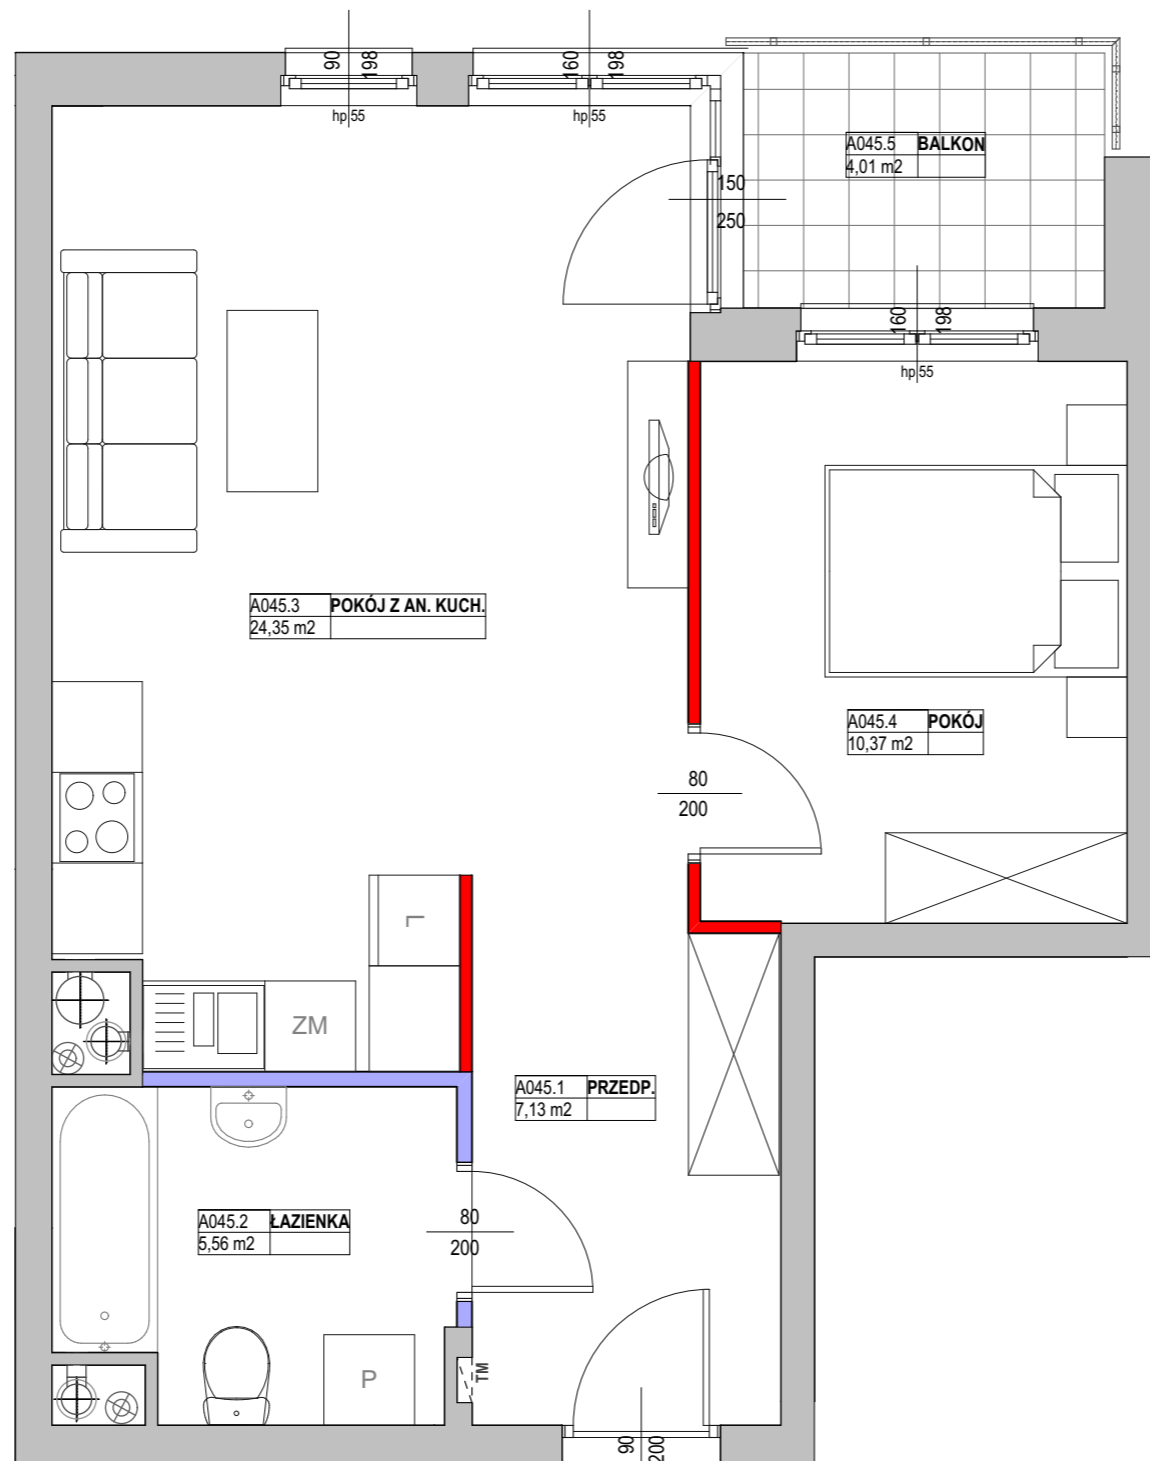 90
198
hp 55
160
198
hp 55
A045.5 BALKON
4,01 m2
150
250
160
198
hp 55
A045.3 POKÓJ Z AN. KUCH.
24,35 m2
A045.4 POKÓJ
10,37 m2
80
200
L
ZM
A045.1 PRZEDP.
7,13 m2
A045.2 ŁAZIENKA
5,56 m2
80
200
P
TM
90
200